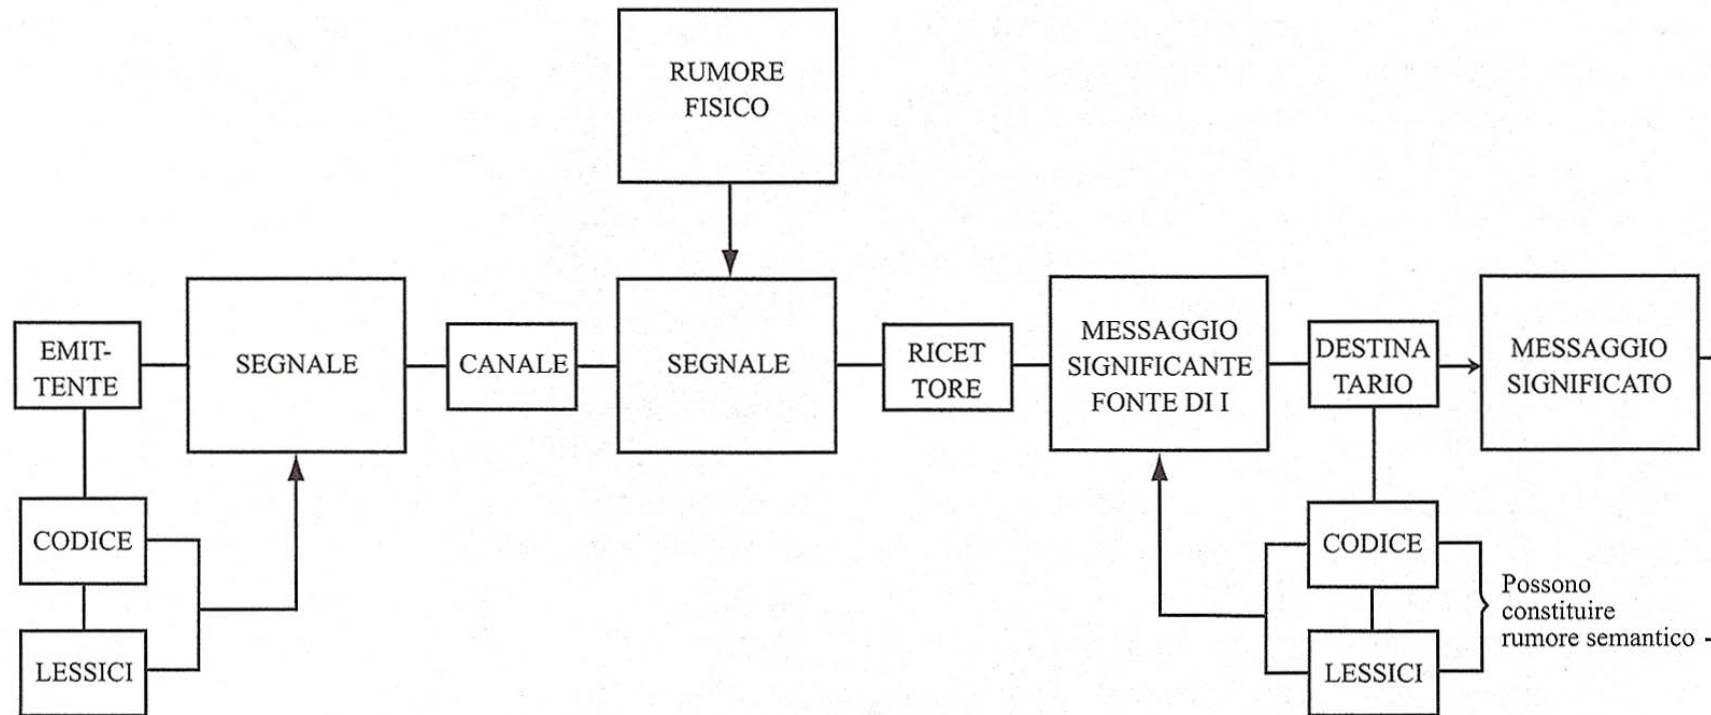 RUMORE
FISICO
EMIT-
TENTE
SEGNALE
CANALE
SEGNALE
RICET
TORE
MESSAGGIO
SIGNIFICANTE
FONTE DI I
DESTINA
TARIO
MESSAGGIO
SIGNIFICATO
CODICE
LESSICI
CODICE
LESSICI
Possono
constituire
rumore semantico